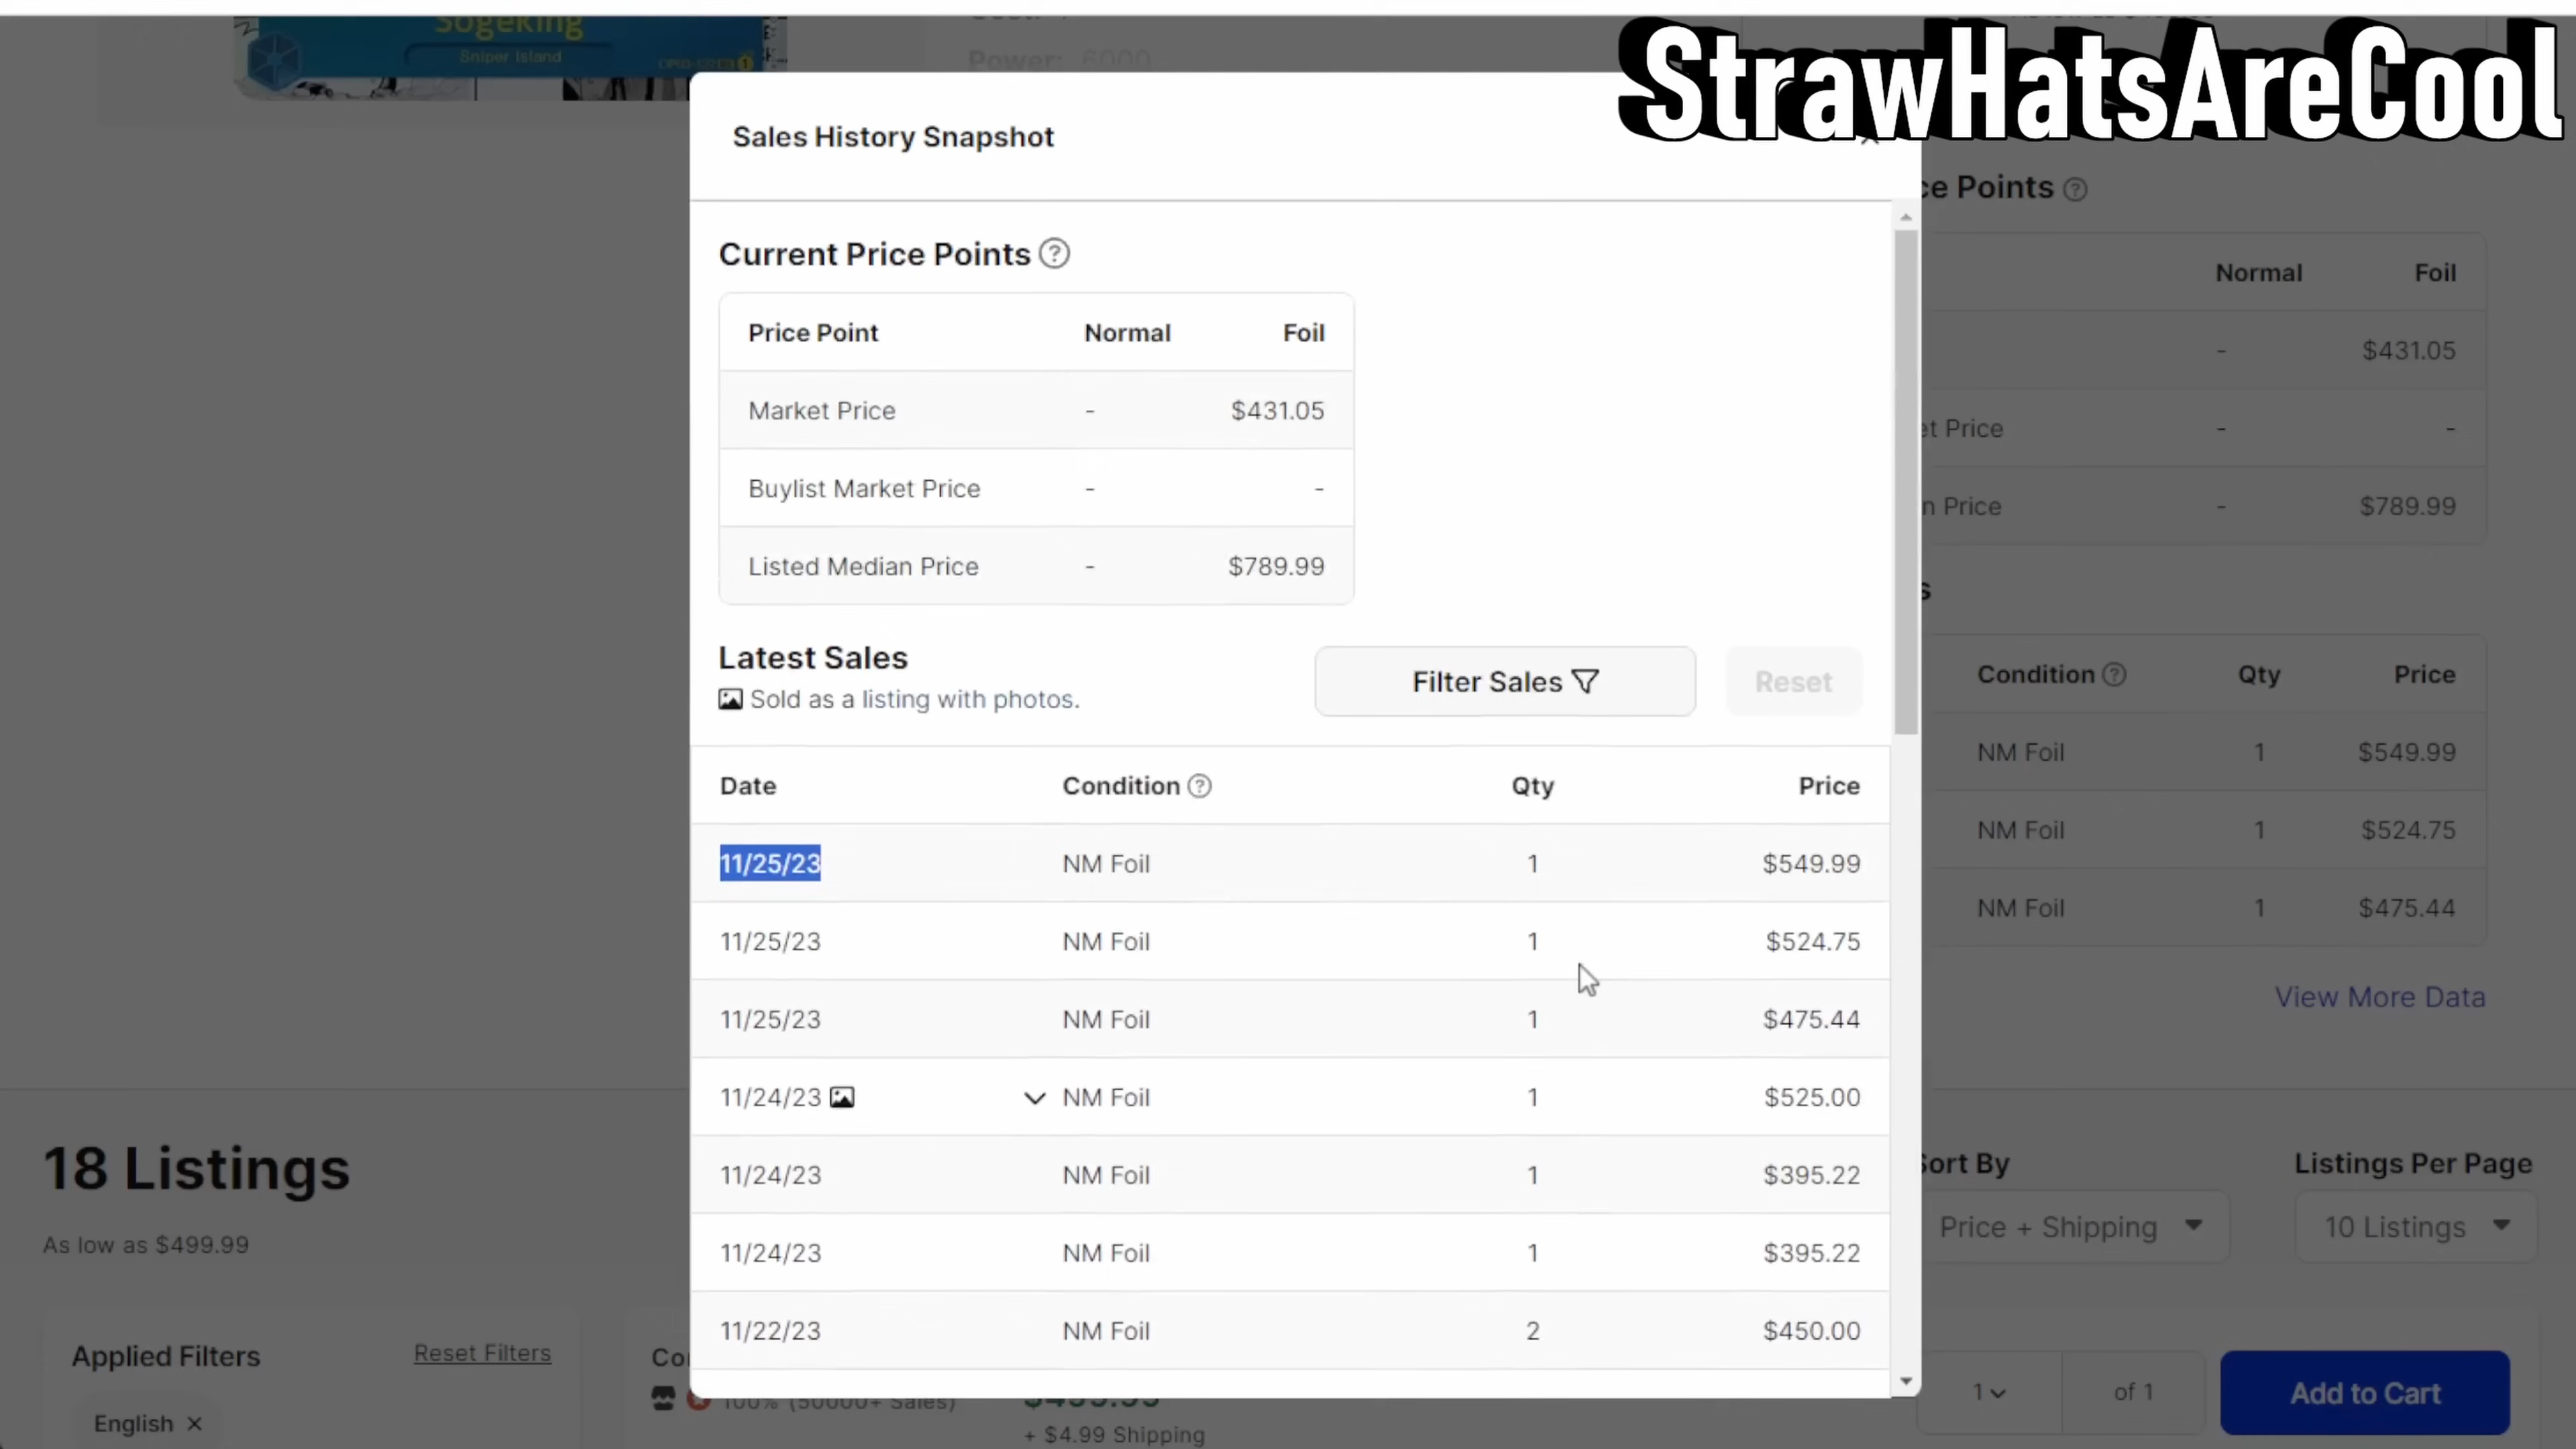 StrawHatsAreCool
Sogeking
Sniper Island
Power: 6000
Sales History Snapshot
Current Price Points
Price Point Normal Foil
Market Price - $431.05
Buylist Market Price - -
Listed Median Price - $789.99
Latest Sales
Sold as a listing with photos.
Filter Sales
Reset
Date Condition Qty Price
11/25/23 NM Foil 1 $549.99
11/25/23 NM Foil 1 $524.75
11/25/23 NM Foil 1 $475.44
11/24/23 NM Foil 1 $525.00
11/24/23 NM Foil 1 $395.22
11/24/23 NM Foil 1 $395.22
11/22/23 NM Foil 2 $450.00
ce Points
Normal Foil
- $431.05
et Price - -
n Price - $789.99
s
Condition Qty Price
NM Foil 1 $549.99
NM Foil 1 $524.75
NM Foil 1 $475.44
View More Data
18 Listings
As low as $499.99
Sort By
Price + Shipping
Listings Per Page
10 Listings
Applied Filters
Reset Filters
English ×
100% (50000+ Sales)
$499.99
+ $4.99 Shipping
1
of 1
Add to Cart